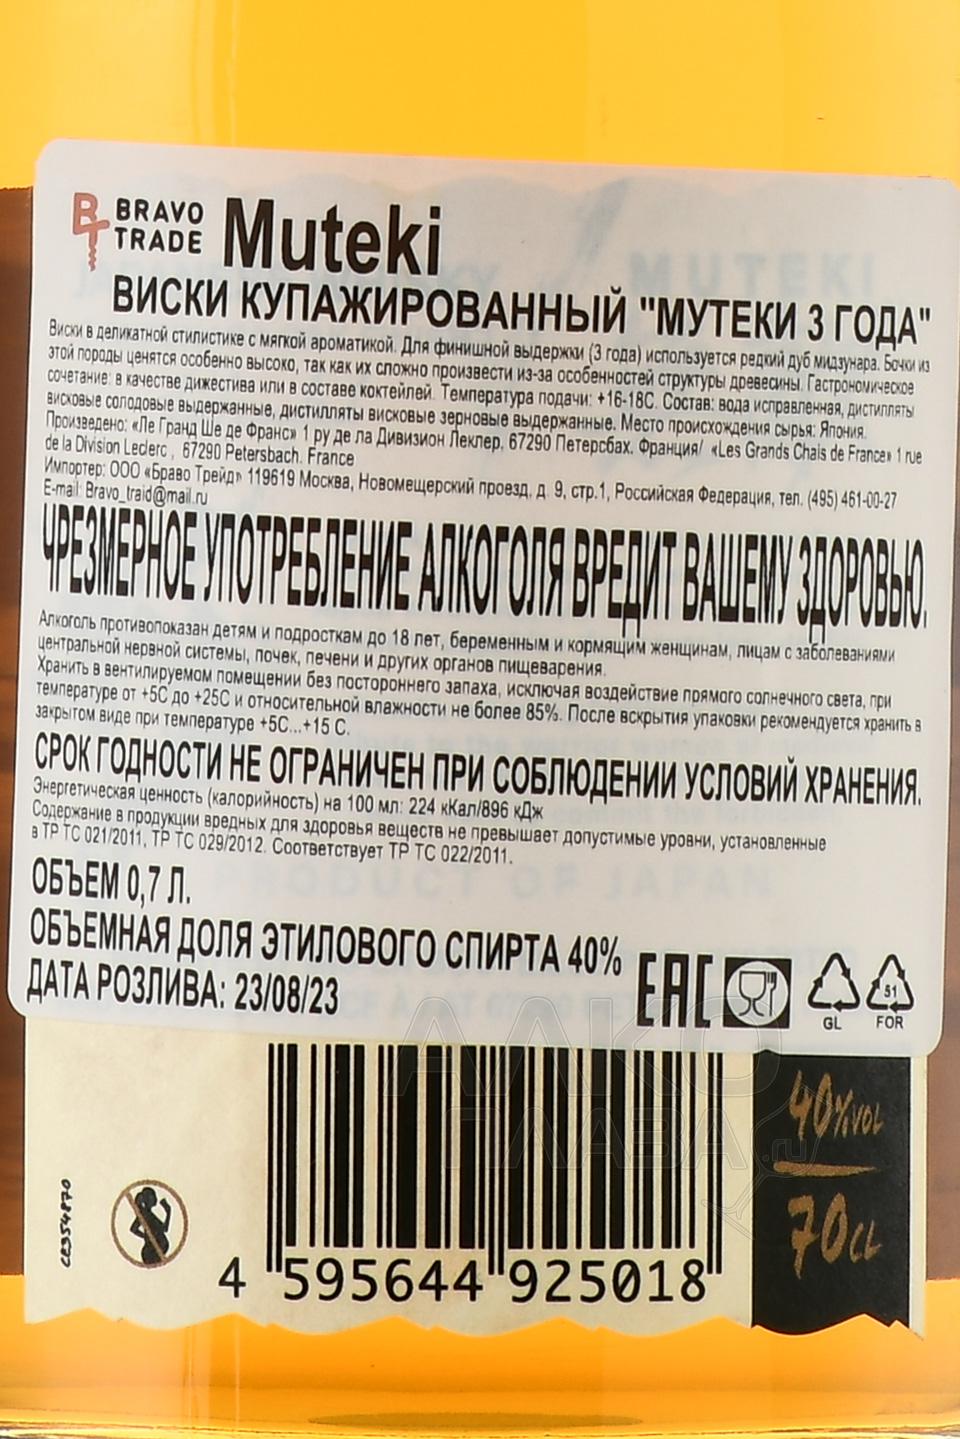 BRAVO
TRADE
Muteki
ВИСКИ КУПАЖИРОВАННЫЙ "МУТЕКИ 3 ГОДА"
Виски в деликатной стилистике с мягкой ароматикой. Для финишной выдержки (3 года) используется редкий дуб мидзунара. Бочки из
этой породы ценятся особенно высоко, так как их сложно произвести из-за особенностей структуры древесины. Гастрономическое
сочетание: в качестве дижестива или в составе коктейлей. Температура подачи: +16-18С. Состав: вода исправленная, дистилляты
висковые солодовые выдержанные, дистилляты висковые зерновые выдержанные. Место происхождения сырья: Япония.
Произведено: «Ле Гранд Ше де Франс» 1 ру де ла Дивизион Леклер, 67290 Петерсбах, Франция/ «Les Grands Chais de France» 1 rue
de la Division Leclerc , 67290 Petersbach, France
Импортер: ООО «Браво Трейд» 119619 Москва, Новомещерский проезд, д. 9, стр.1, Российская Федерация, тел. (495) 461-00-27
E-mail: Bravo_traid@mail.ru
ЧРЕЗМЕРНОЕ УПОТРЕБЛЕНИЕ АЛКОГОЛЯ ВРЕДИТ ВАШЕМУ ЗДОРОВЬЮ.
Алкоголь противопоказан детям и подросткам до 18 лет, беременным и кормящим женщинам, лицам с заболеваниями
центральной нервной системы, почек, печени и других органов пищеварения.
Хранить в вентилируемом помещении без постороннего запаха, исключая воздействие прямого солнечного света, при
температуре от +5С до +25С и относительной влажности не более 85%. После вскрытия упаковки рекомендуется хранить в
закрытом виде при температуре +5С...+15 С.
СРОК ГОДНОСТИ НЕ ОГРАНИЧЕН ПРИ СОБЛЮДЕНИИ УСЛОВИЙ ХРАНЕНИЯ.
Энергетическая ценность (калорийность) на 100 мл: 224 кКал/896 кДж
Содержание в продукции вредных для здоровья веществ не превышает допустимые уровни, установленные
в ТР ТС 021/2011, ТР ТС 029/2012. Соответствует ТР ТС 022/2011.
ОБЪЕМ 0,7 Л.
ОБЪЕМНАЯ ДОЛЯ ЭТИЛОВОГО СПИРТА 40%
ДАТА РОЗЛИВА: 23/08/23
EAC
GL
51
FOR
MUTEKI
PRODUCT OF JAPAN
АЛКО
ПЛАВА.ru
40%VOL
70CL
CE354870
4 595644 925018